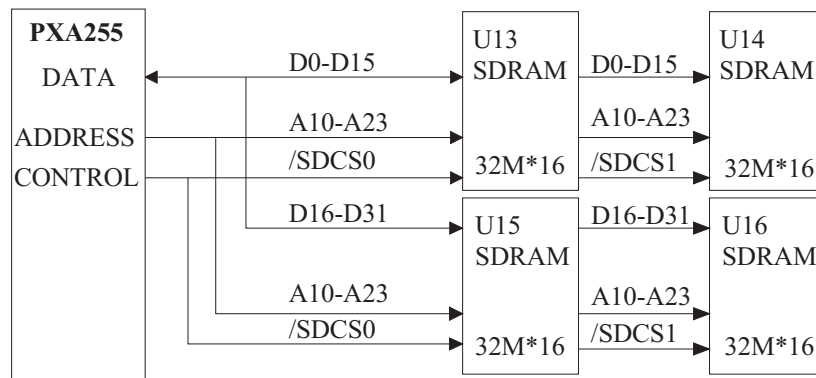 PXA255
DATA
ADDRESS
CONTROL
D0-D15
A10-A23
/SDCS0
D16-D31
A10-A23
/SDCS0
U13
SDRAM
32M*16
U15
SDRAM
32M*16
D0-D15
A10-A23
/SDCS1
D16-D31
A10-A23
/SDCS1
U14
SDRAM
32M*16
U16
SDRAM
32M*16